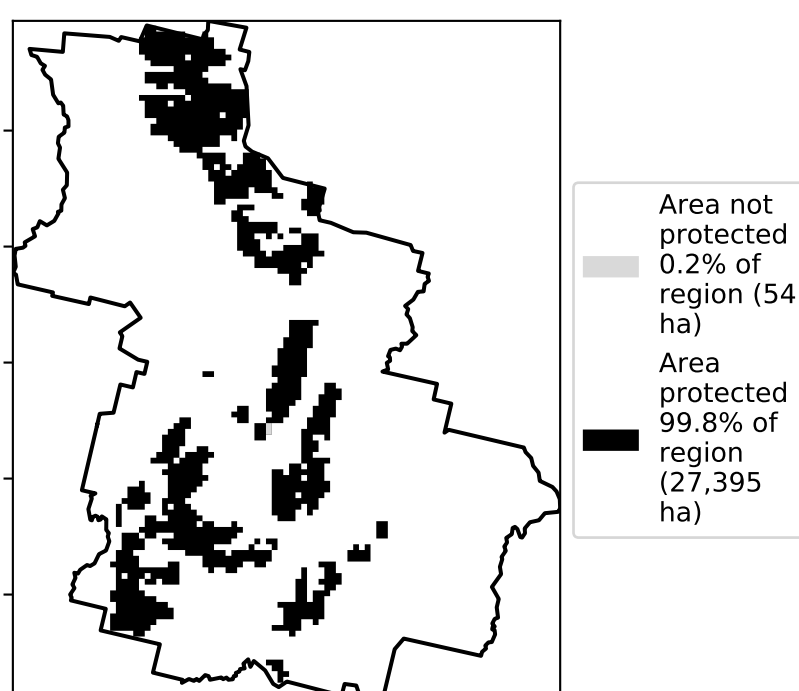 Area not
protected
0.2% of
region (54
ha)
Area
protected
99.8% of
region
(27,395
ha)